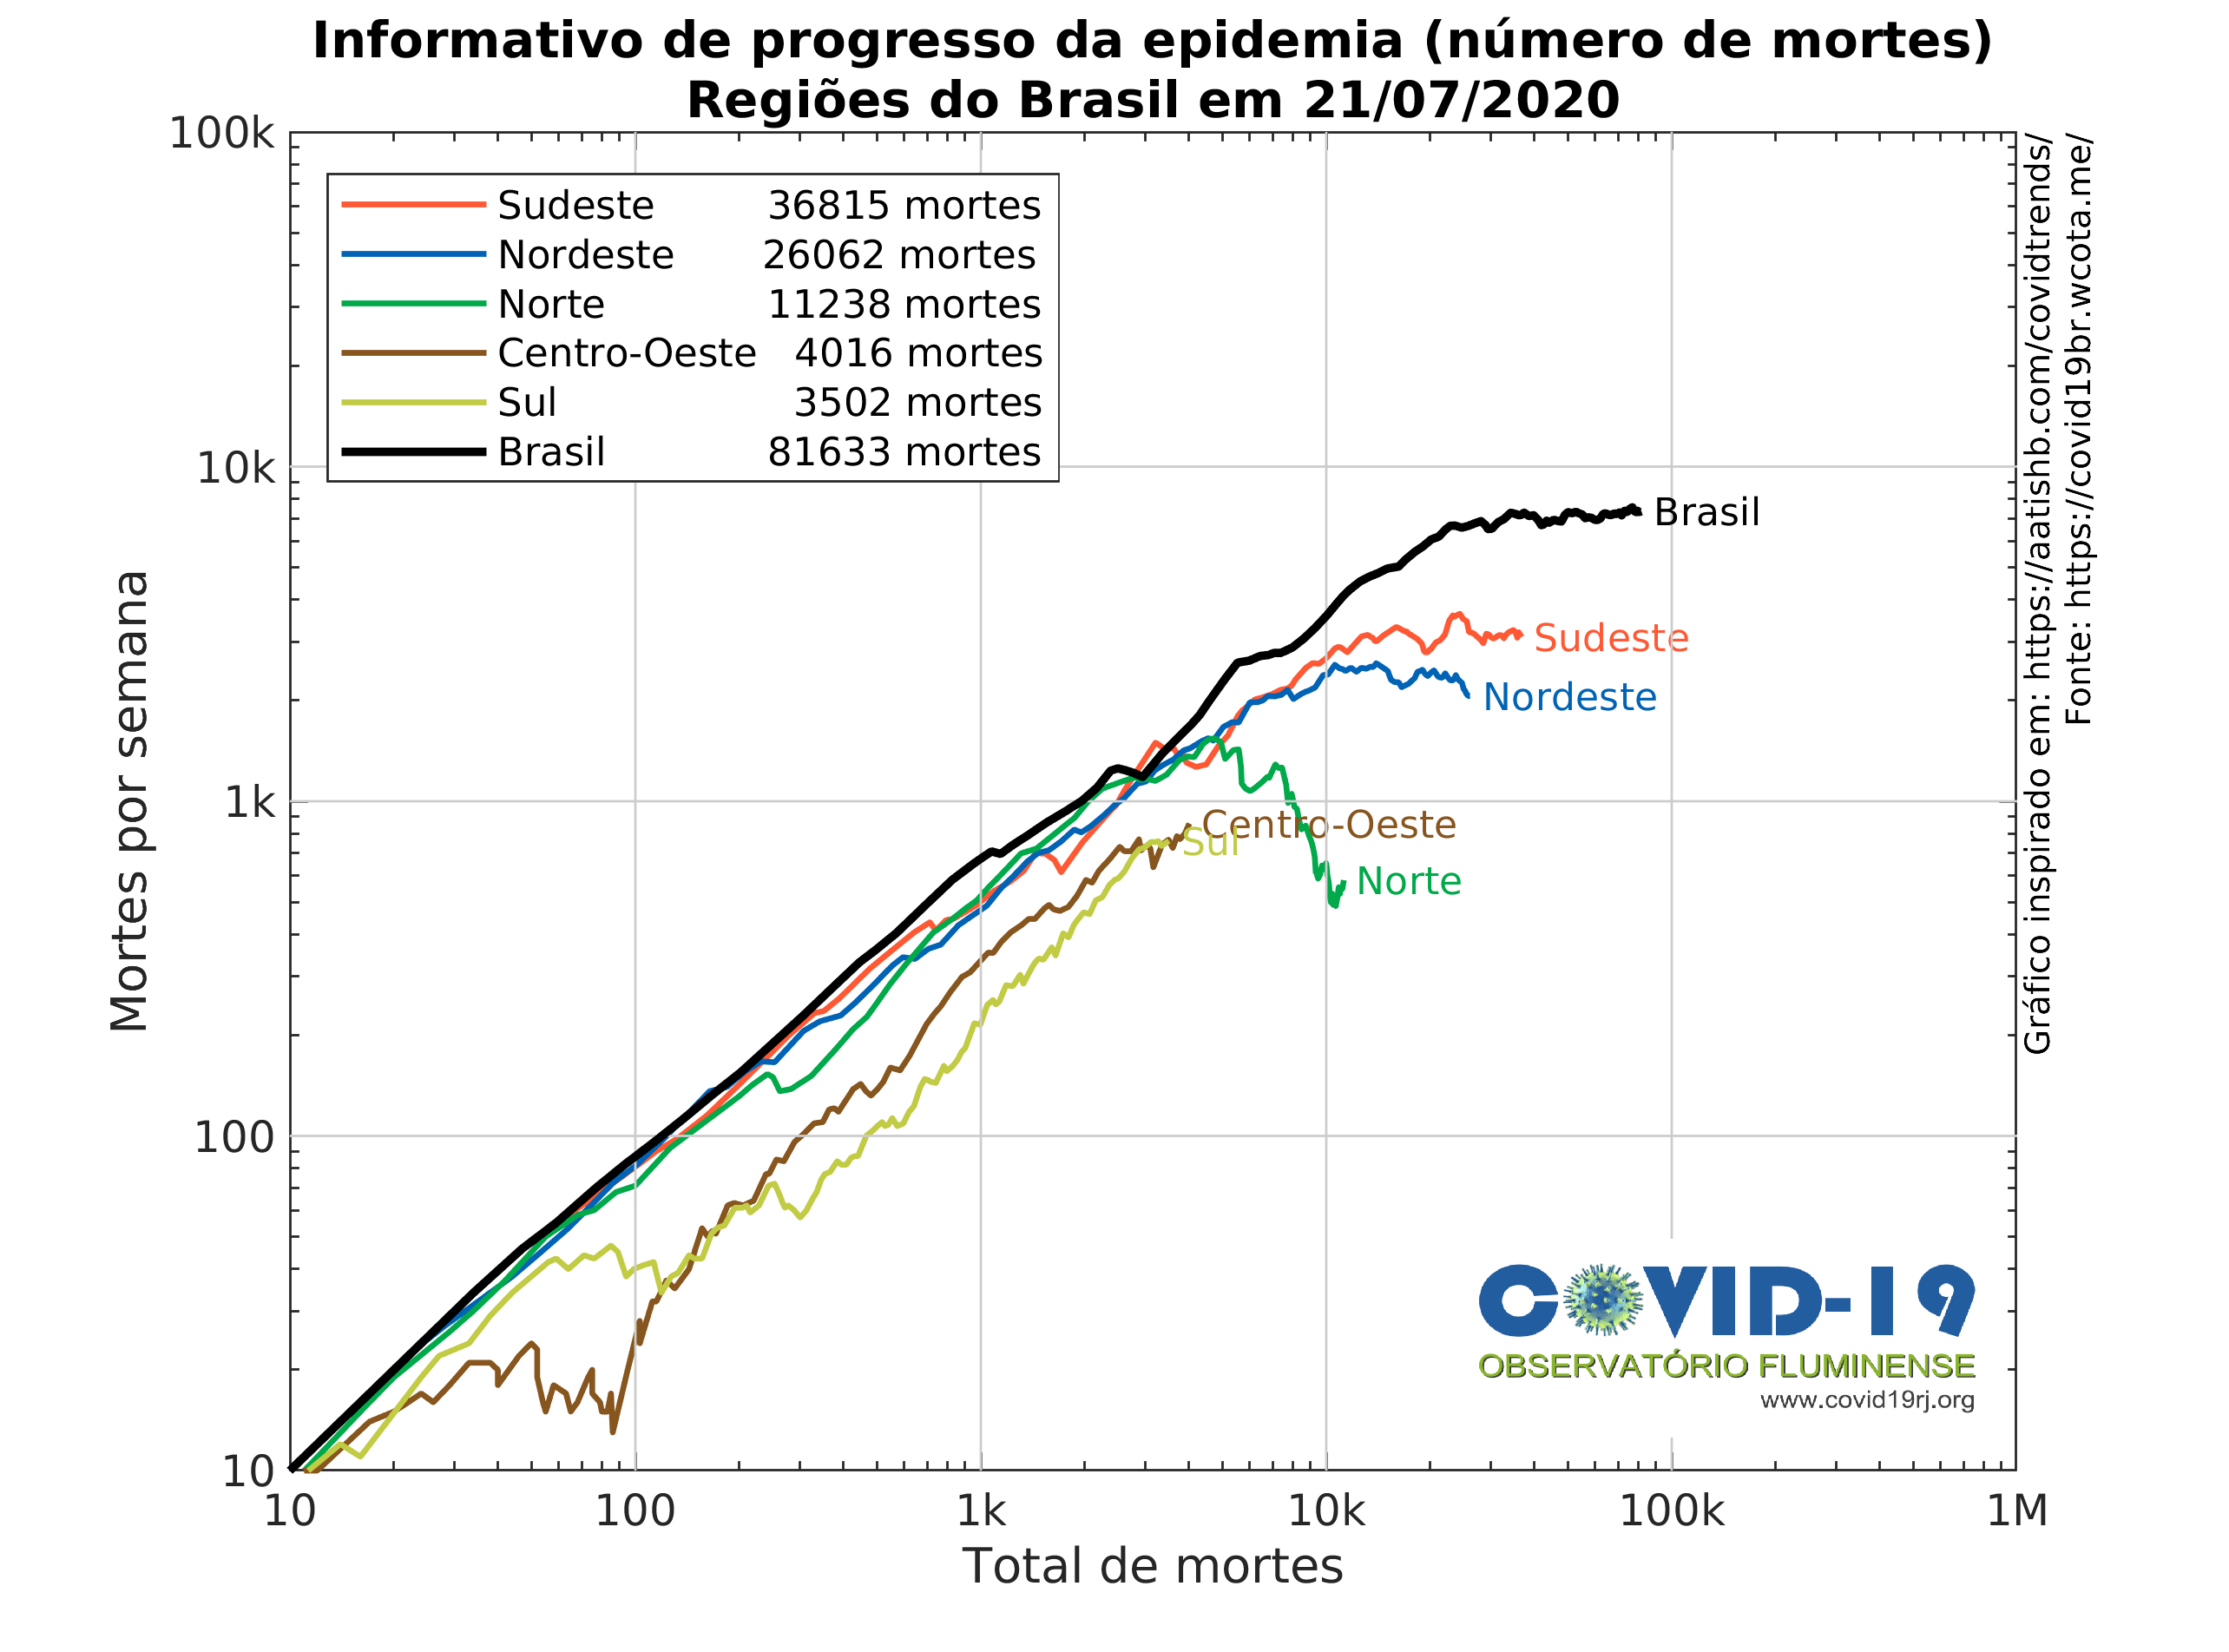 Informativo de progresso da epidemia (número de mortes)
Regiões do Brasil em 21/07/2020
Mortes por semana
100k
10k
1k
100
10
Sudeste 36815 mortes
Nordeste 26062 mortes
Norte 11238 mortes
Centro-Oeste 4016 mortes
Sul 3502 mortes
Brasil 81633 mortes
Brasil
Sudeste
Nordeste
Centro-Oeste
Sul
Norte
Gráfico inspirado em: https://aatishb.com/covidtrends/
Fonte: https://covid19br.wcota.me/
COVID-19
OBSERVATÓRIO FLUMINENSE
www.covid19rj.org
10 100 1k 10k 100k 1M
Total de mortes